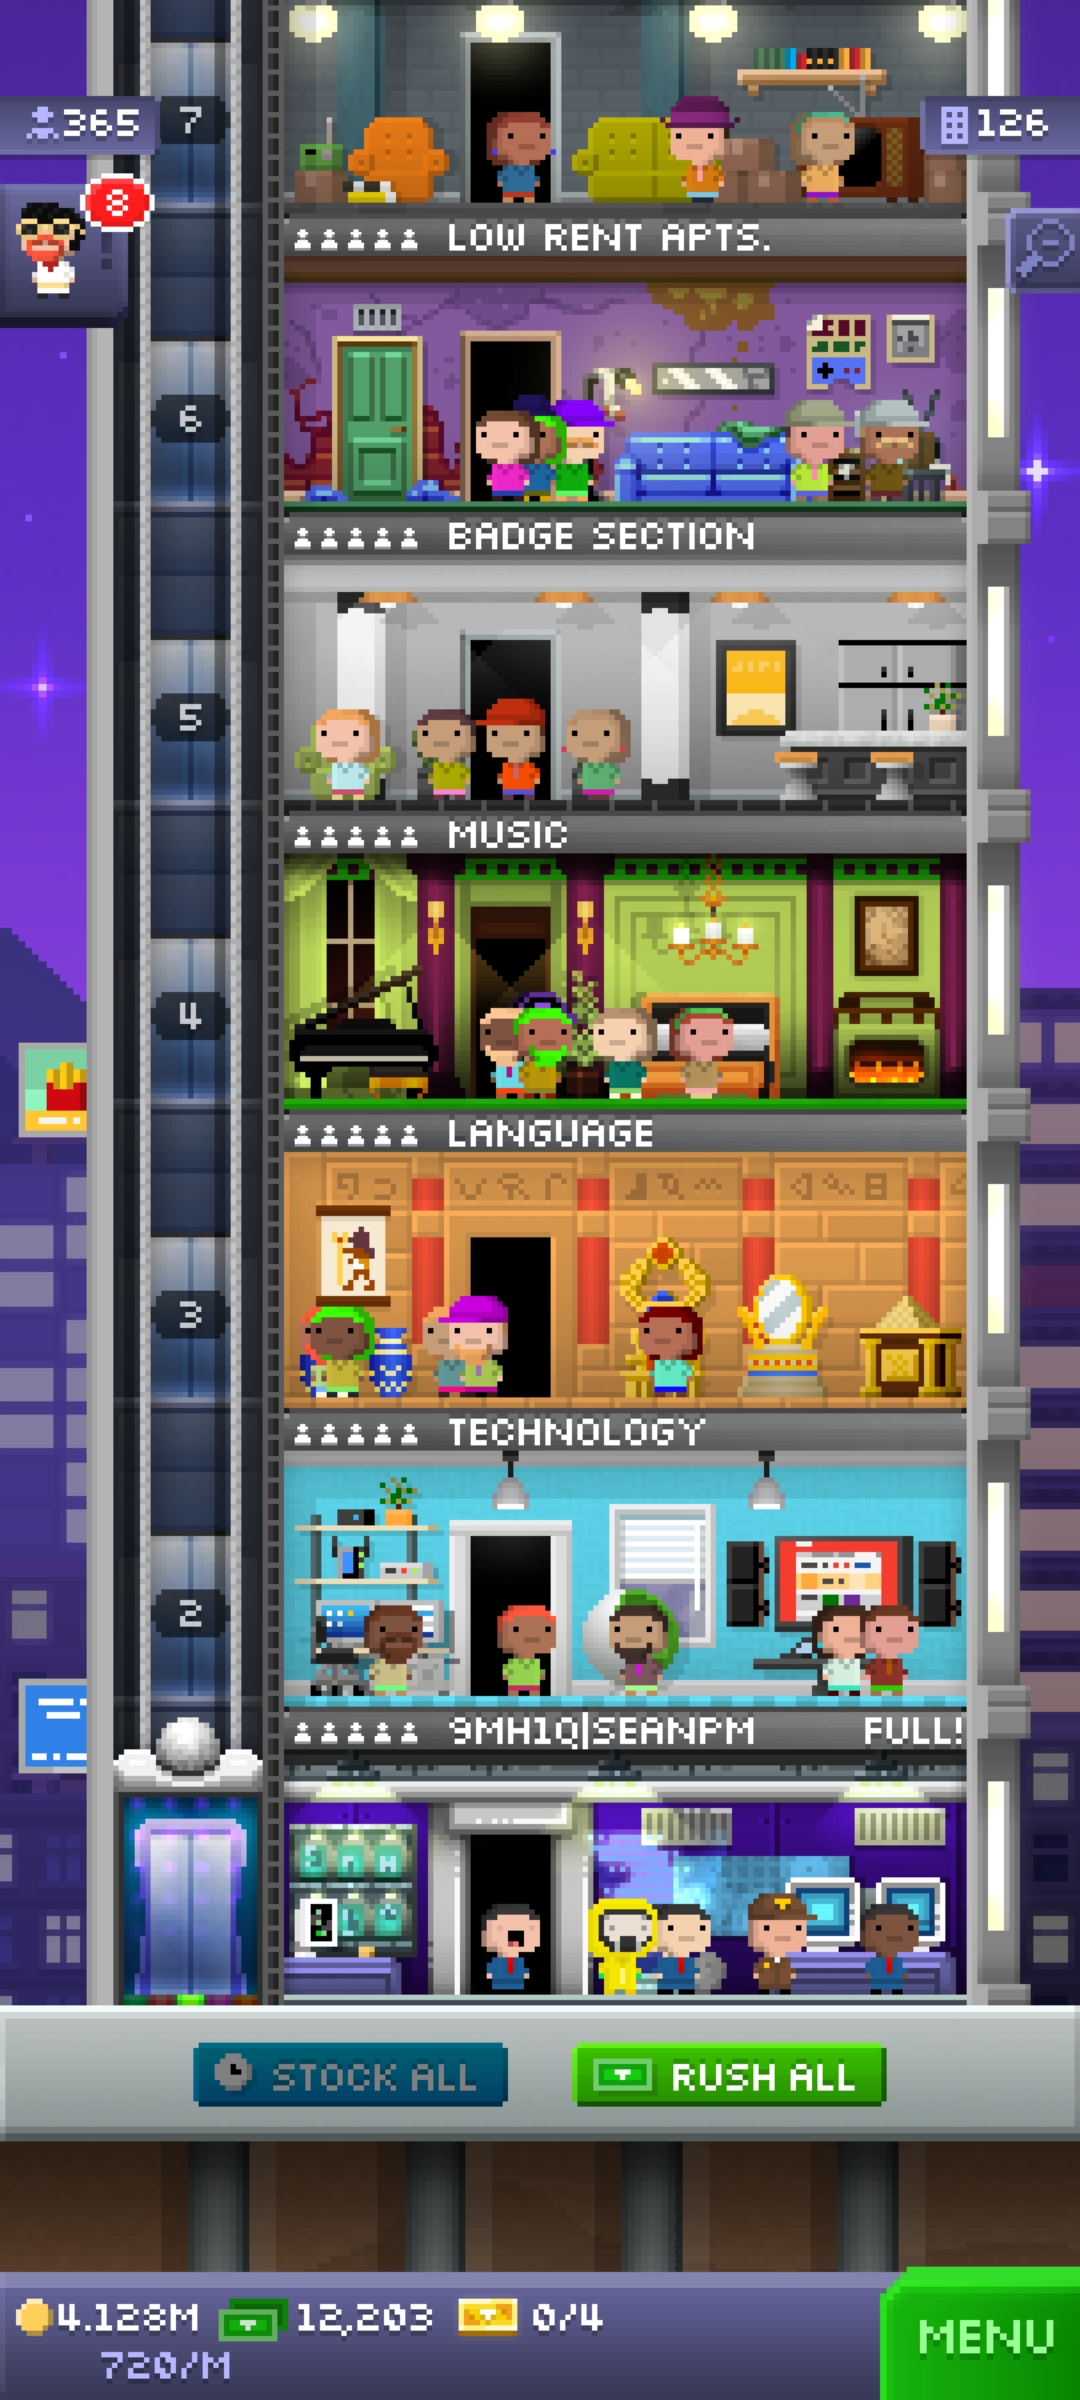 7
365
126
8
LOW RENT APTS.
6
BADGE SECTION
5
MUSIC
4
LANGUAGE
3
TECHNOLOGY
2
9MH1Q|SEANPM FULL!
STOCK ALL
RUSH ALL
4.128M 12,203 0/4
720/M
MENU